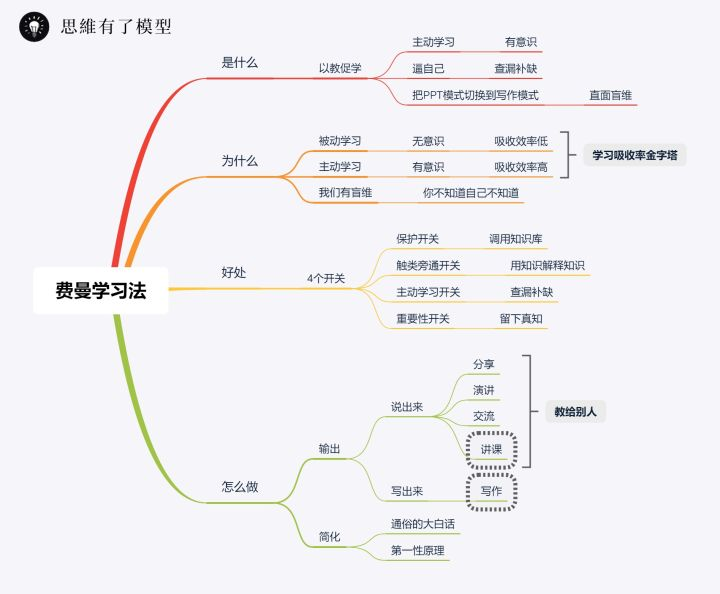 思維有了模型
费曼学习法
是什么
以教促学
主动学习 有意识
逼自己 查漏补缺
把PPT模式切换到写作模式 直面盲维
为什么
被动学习 无意识 吸收效率低
主动学习 有意识 吸收效率高
学习吸收率金字塔
我们有盲维 你不知道自己不知道
好处
4个开关
保护开关 调用知识库
触类旁通开关 用知识解释知识
主动学习开关 查漏补缺
重要性开关 留下真知
怎么做
输出
说出来
分享
演讲
交流
讲课
教给别人
写出来 写作
简化
通俗的大白话
第一性原理